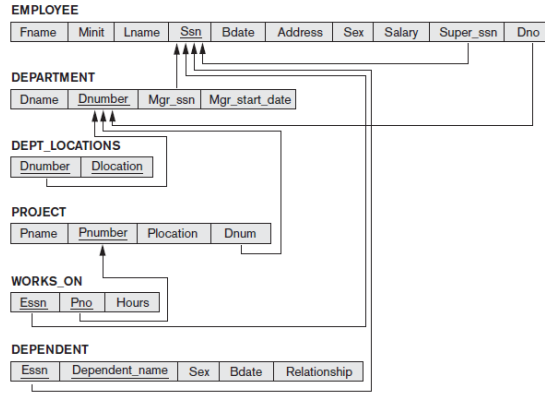 EMPLOYEE
Fname Minit Lname Ssn Bdate Address Sex Salary Super_ssn Dno
DEPARTMENT
Dname Dnumber Mgr_ssn Mgr_start_date
DEPT_LOCATIONS
Dnumber Dlocation
PROJECT
Pname Pnumber Plocation Dnum
WORKS_ON
Essn Pno Hours
DEPENDENT
Essn Dependent_name Sex Bdate Relationship